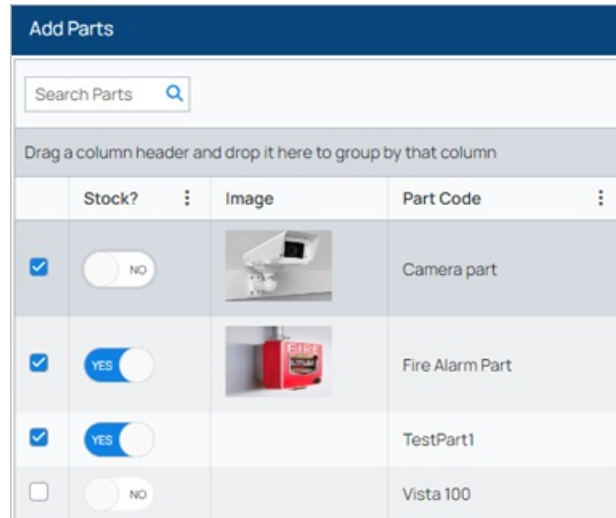 Add Parts
Search Parts
Drag a column header and drop it here to group by that column
Stock? Image Part Code
NO Camera part
FIRE
YES Fire Alarm Part
YES TestPart1
NO Vista 100